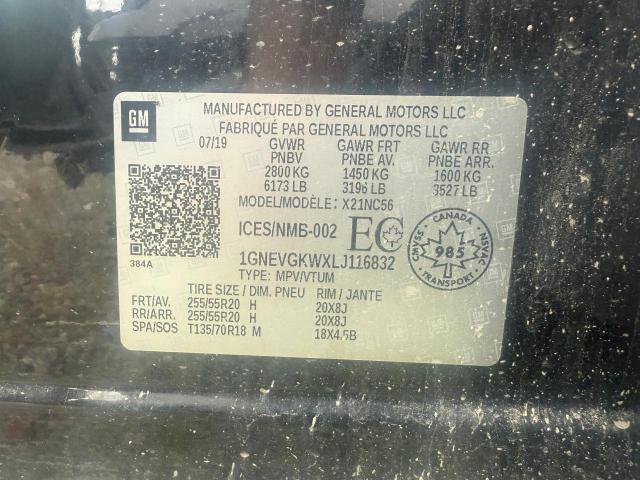 GM
MANUFACTURED BY GENERAL MOTORS LLC
FABRIQUÉ PAR GENERAL MOTORS LLC
07/19 GVWR GAWR FRT GAWR RR
PNBV PNBE AV. PNBE ARR.
2800 KG 1450 KG 1600 KG
6173 LB 3196 LB 3527 LB
MODEL/MODÈLE: X21NC56
ICES/NMB-002 EC
384A
1GNEVGKWXLJ116832
CANADA
CMVSS 985 NSVAC
TRANSPORT
TYPE: MPV/VTUM
TIRE SIZE / DIM. PNEU RIM / JANTE
FRT/AV. 255/55R20 H 20X8J
RR/ARR. 255/55R20 H 20X8J
SPA/SOS T135/70R18 M 18X4.5B